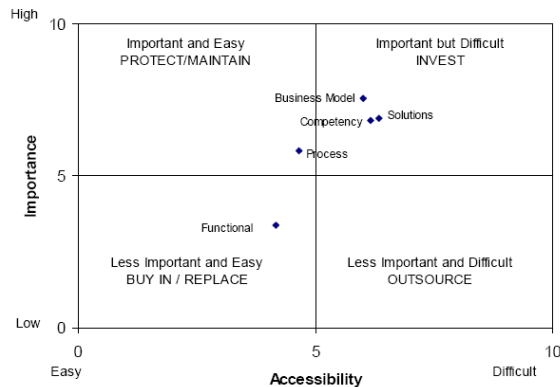 High
10
Important and Easy
PROTECT/MAINTAIN
Important but Difficult
INVEST
Business Model
Solutions
Competency
Process
Importance
5
Functional
Less Important and Easy
BUY IN / REPLACE
Less Important and Difficult
OUTSOURCE
Low
0
0
5
10
Easy
Accessibility
Difficult